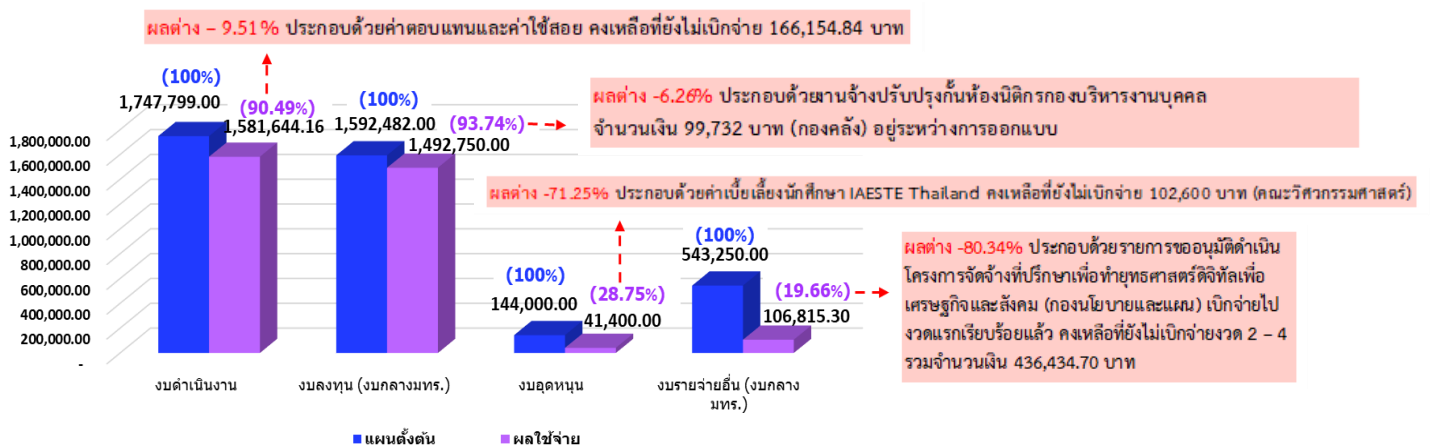 ผลต่าง – 9.51% ประกอบด้วยค่าตอบแทนและค่าใช้สอย คงเหลือที่ยังไม่เบิกจ่าย 166,154.84 บาท
(100%)
1,747,799.00
(90.49%)
1,581,644.16
(100%)
1,592,482.00
(93.74%)
1,492,750.00
ผลต่าง -6.26% ประกอบด้วยงานจ้างปรับปรุงกั้นห้องนิติกรกองบริหารงานบุคคล
จำนวนเงิน 99,732 บาท (กองคลัง) อยู่ระหว่างการออกแบบ
ผลต่าง -71.25% ประกอบด้วยค่าเบี้ยเลี้ยงนักศึกษา IAESTE Thailand คงเหลือที่ยังไม่เบิกจ่าย 102,600 บาท (คณะวิศวกรรมศาสตร์)
(100%)
144,000.00
(28.75%)
41,400.00
(100%)
543,250.00
(19.66%)
106,815.30
ผลต่าง -80.34% ประกอบด้วยรายการขออนุมัติดำเนิน
โครงการจัดจ้างที่ปรึกษาเพื่อทำยุทธศาสตร์ดิจิทัลเพื่อ
เศรษฐกิจและสังคม (กองนโยบายและแผน) เบิกจ่ายไป
งวดแรกเรียบร้อยแล้ว คงเหลือที่ยังไม่เบิกจ่ายงวด 2 – 4
รวมจำนวนเงิน 436,434.70 บาท
1,800,000.00
1,600,000.00
1,400,000.00
1,200,000.00
1,000,000.00
800,000.00
600,000.00
400,000.00
200,000.00
-
งบดำเนินงาน
งบลงทุน (งบกลางมทร.)
งบอุดหนุน
งบรายจ่ายอื่น (งบกลาง
มทร.)
แผนตั้งต้น
ผลใช้จ่าย